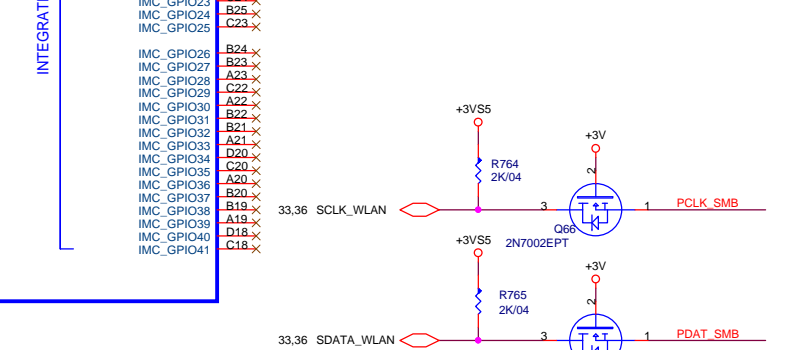 INTEGRATI
IMC_GPIO23
IMC_GPIO24 B25
IMC_GPIO25 C23
IMC_GPIO26 B24
IMC_GPIO27 B23
IMC_GPIO28 A23
IMC_GPIO29 C22
IMC_GPIO30 A22
IMC_GPIO31 B22
IMC_GPIO32 B21
IMC_GPIO33 A21
IMC_GPIO34 D20
IMC_GPIO35 C20
IMC_GPIO36 A20
IMC_GPIO37 B20
IMC_GPIO38 B19
IMC_GPIO39 A19
IMC_GPIO40 D18
IMC_GPIO41 C18
+3VS5
R764
2K/04
+3V
2
33,36 SCLK_WLAN
3
1
PCLK_SMB
Q66
2N7002EPT
+3VS5
R765
2K/04
+3V
2
33,36 SDATA_WLAN
3
1
PDAT_SMB